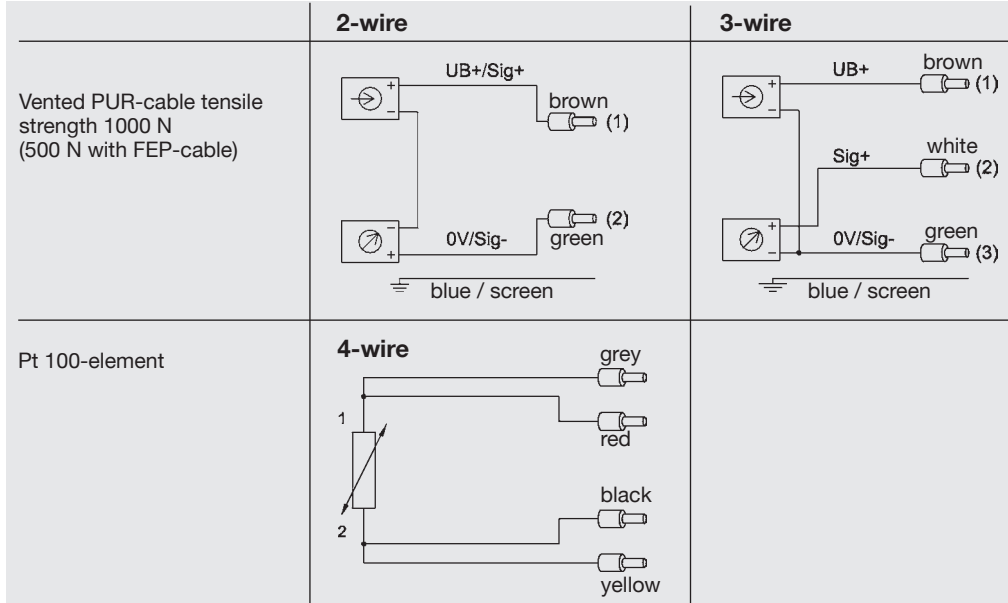 2-wire
3-wire
Vented PUR-cable tensile
strength 1000 N
(500 N with FEP-cable)
+
−
UB+/Sig+
brown
(1)
−
+
0V/Sig-
(2)
green
blue / screen
+
−
UB+
brown
(1)
Sig+
white
(2)
+
−
0V/Sig-
green
(3)
blue / screen
Pt 100-element
4-wire
grey
1
red
black
2
yellow